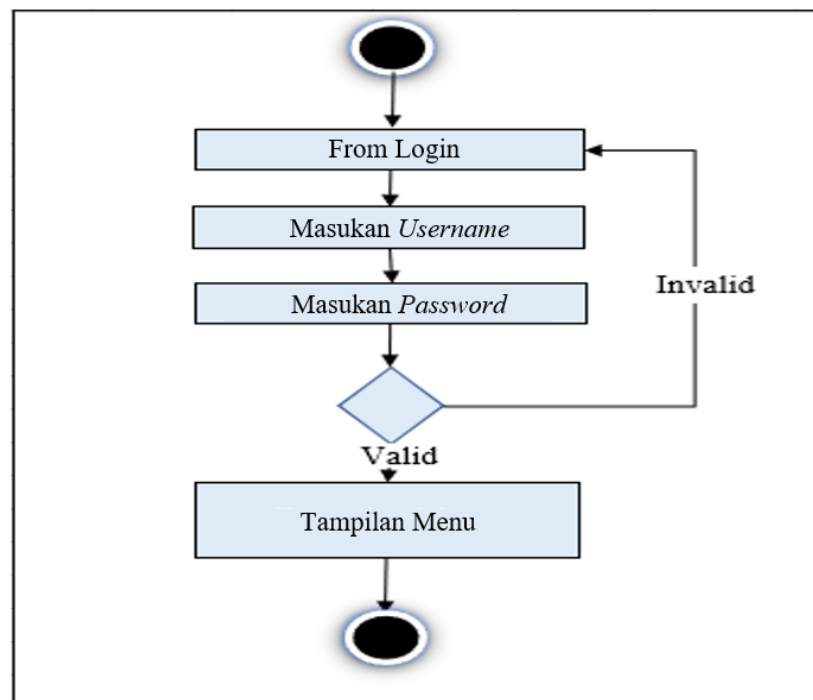 From Login
Masukan Username
Masukan Password
Invalid
Valid
Tampilan Menu